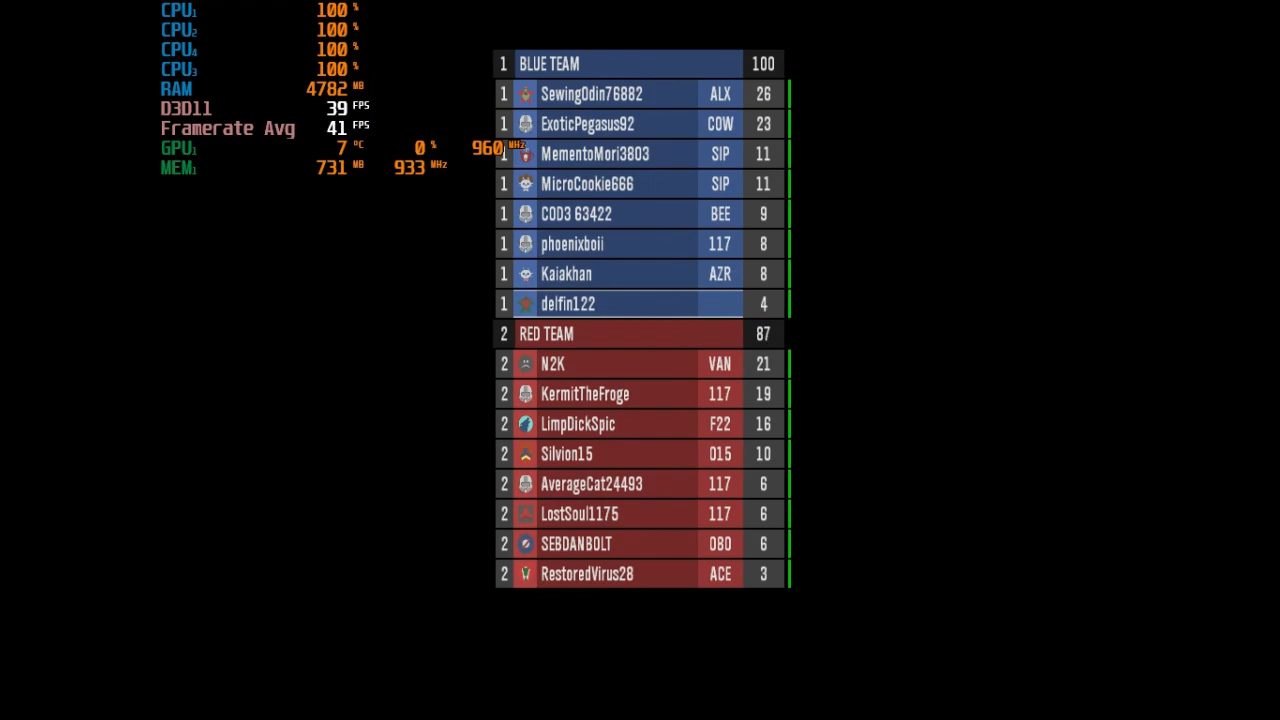 CPU1 100 %
CPU2 100 %
CPU4 100 %
CPU3 100 %
RAM 4782 MB
D3D11 39 FPS
Framerate Avg 41 FPS
GPU1 7 °C 0 % 960 MHz
MEM1 731 MB 933 MHz
1 BLUE TEAM 100
1 SewingOdin76882 ALX 26
1 ExoticPegasus92 COW 23
1 MementoMori3803 SIP 11
1 MicroCookie666 SIP 11
1 COD3 63422 BEE 9
1 phoenixboii 117 8
1 Kaiakhan AZR 8
1 delfin122 4
2 RED TEAM 87
2 N2K VAN 21
2 KermitTheFroge 117 19
2 LimpDickSpic F22 16
2 Silvion15 015 10
2 AverageCat24493 117 6
2 LostSoul1175 117 6
2 SEBDANBOLT 080 6
2 RestoredVirus28 ACE 3